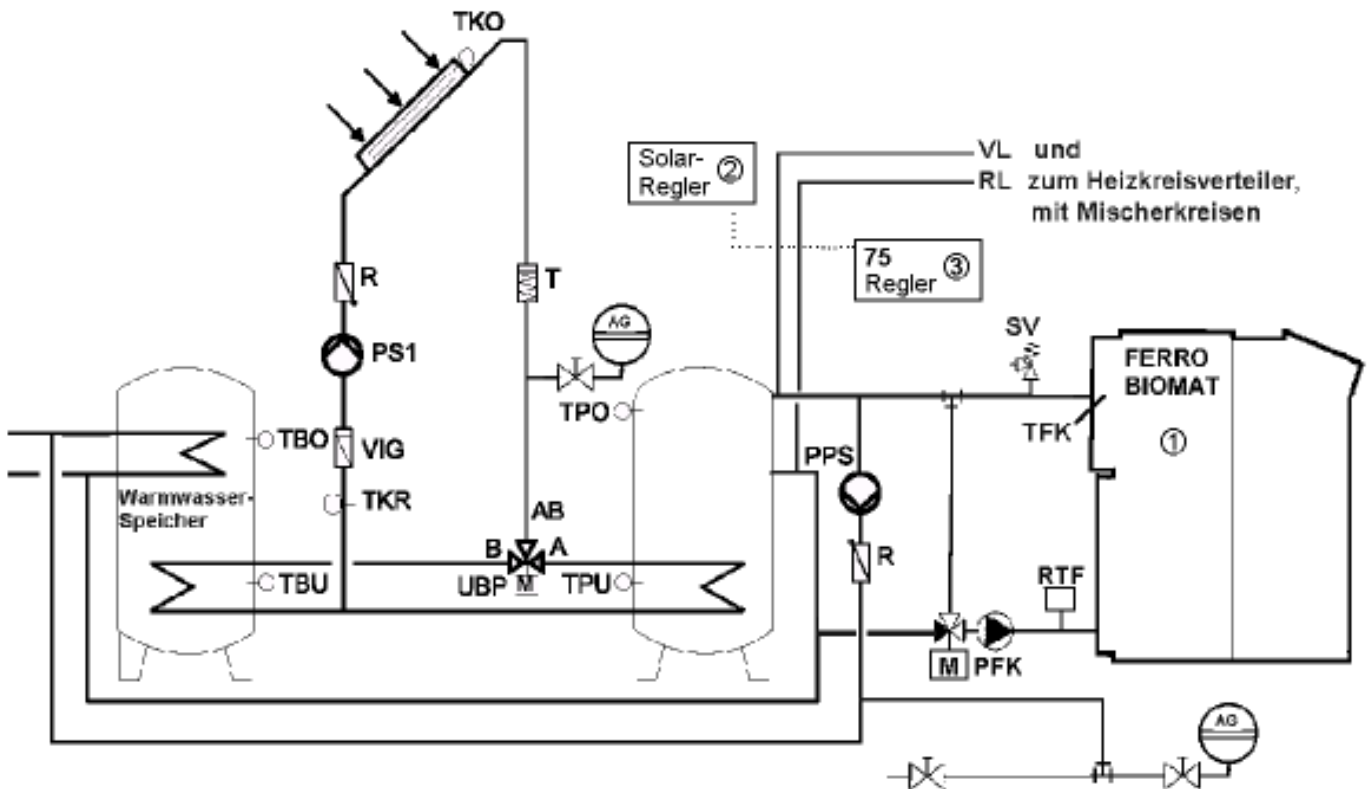 TKO
Solar-
Regler ②
VL und
RL zum Heizkreisverteiler,
mit Mischerkreisen
75
Regler ③
R
T
AG
SV
PS1
FERRO
BIOMAT
①
TPO
TFK
TBO
VIG
PPS
Warmwasser-
Speicher
TKR
AB
B
A
R
TBU
UBP
M
TPU
RTF
M
PFK
AG